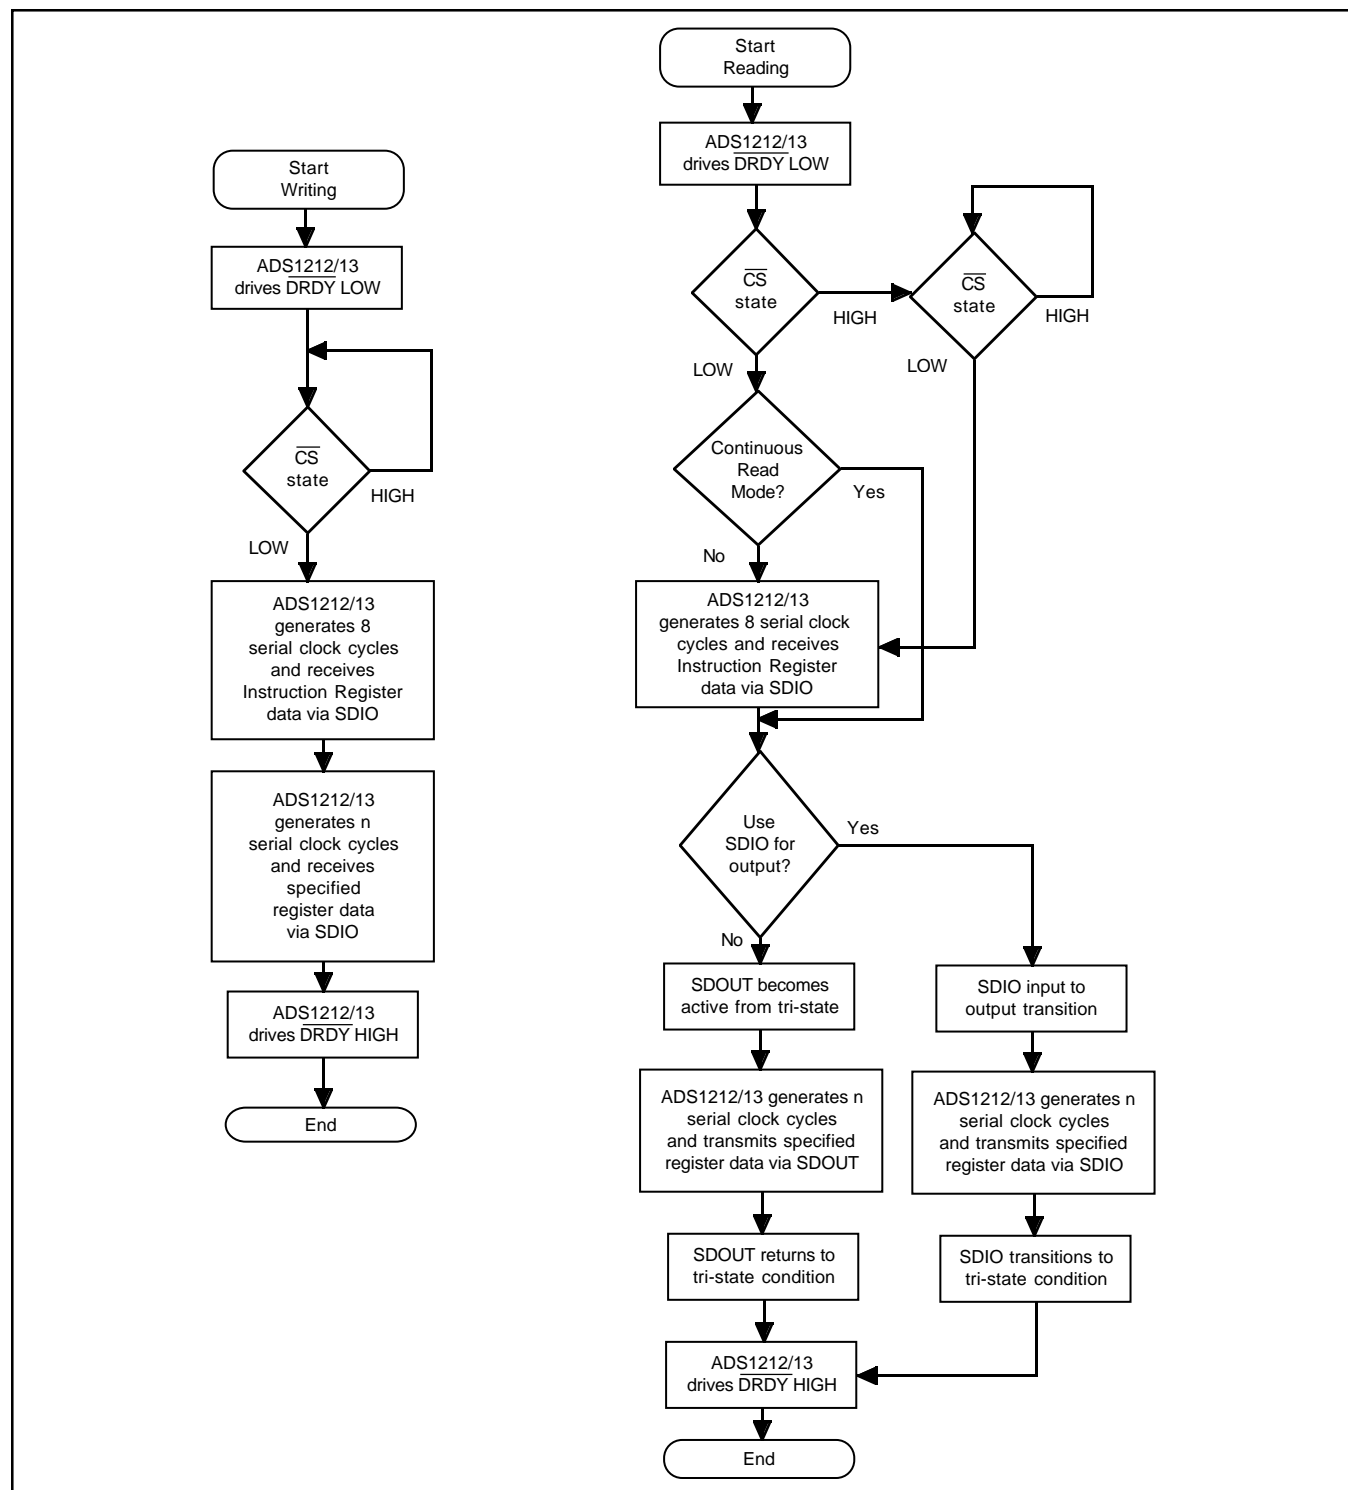 Start
Writing
ADS1212/13
drives DRDY LOW
CS
state
HIGH
LOW
ADS1212/13
generates 8
serial clock cycles
and receives
Instruction Register
data via SDIO
ADS1212/13
generates n
serial clock cycles
and receives
specified
register data
via SDIO
ADS1212/13
drives DRDY HIGH
End
Start
Reading
ADS1212/13
drives DRDY LOW
CS
state
HIGH
LOW
CS
state
HIGH
LOW
Continuous
Read
Mode?
Yes
No
ADS1212/13
generates 8 serial clock
cycles and receives
Instruction Register
data via SDIO
Use
SDIO for
output?
Yes
No
SDOUT becomes
active from tri-state
ADS1212/13 generates n
serial clock cycles
and transmits specified
register data via SDOUT
SDOUT returns to
tri-state condition
SDIO input to
output transition
ADS1212/13 generates n
serial clock cycles
and transmits specified
register data via SDIO
SDIO transitions to
tri-state condition
ADS1212/13
drives DRDY HIGH
End